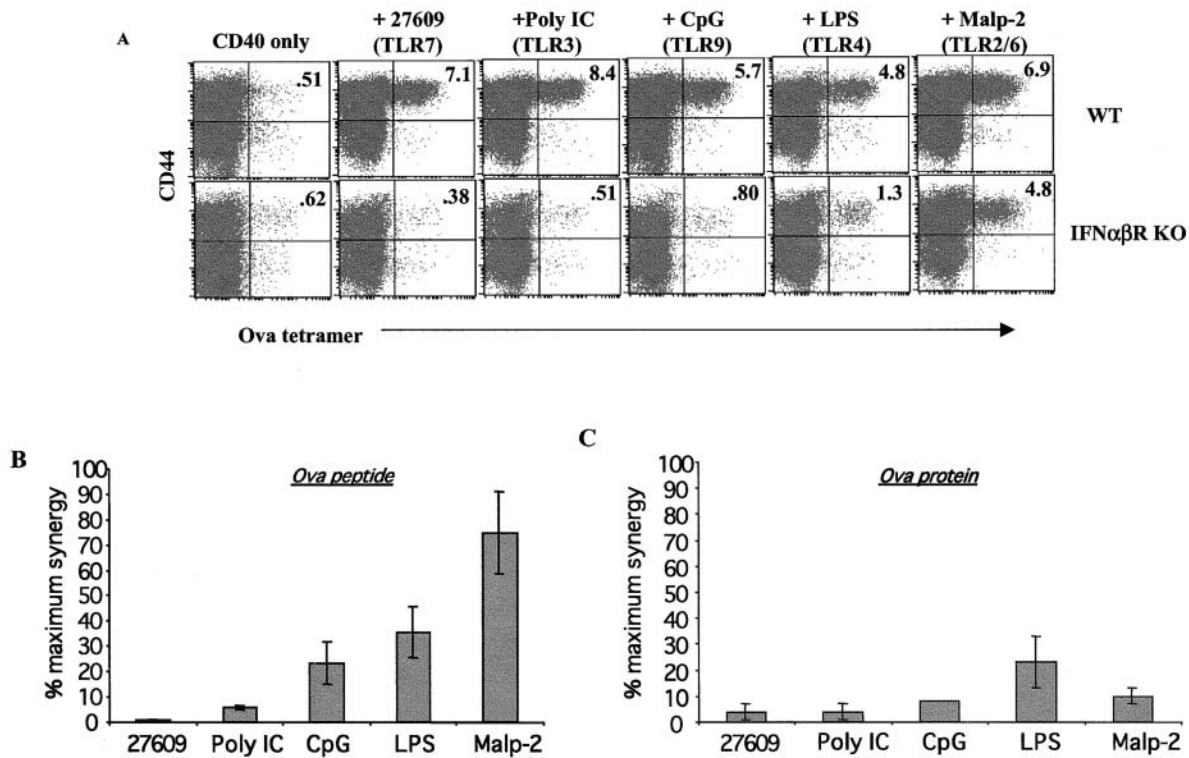 A
CD40 only
+ 27609
(TLR7)
+Poly IC
(TLR3)
+ CpG
(TLR9)
+ LPS
(TLR4)
+ Malp-2
(TLR2/6)
.51
7.1
8.4
5.7
4.8
6.9
WT
CD44
.62
.38
.51
.80
1.3
4.8
IFNαβR KO
Ova tetramer
B
Ova peptide
% maximum synergy
100
90
80
70
60
50
40
30
20
10
0
27609 Poly IC CpG LPS Malp-2
C
Ova protein
% maximum synergy
100
90
80
70
60
50
40
30
20
10
0
27609 Poly IC CpG LPS Malp-2